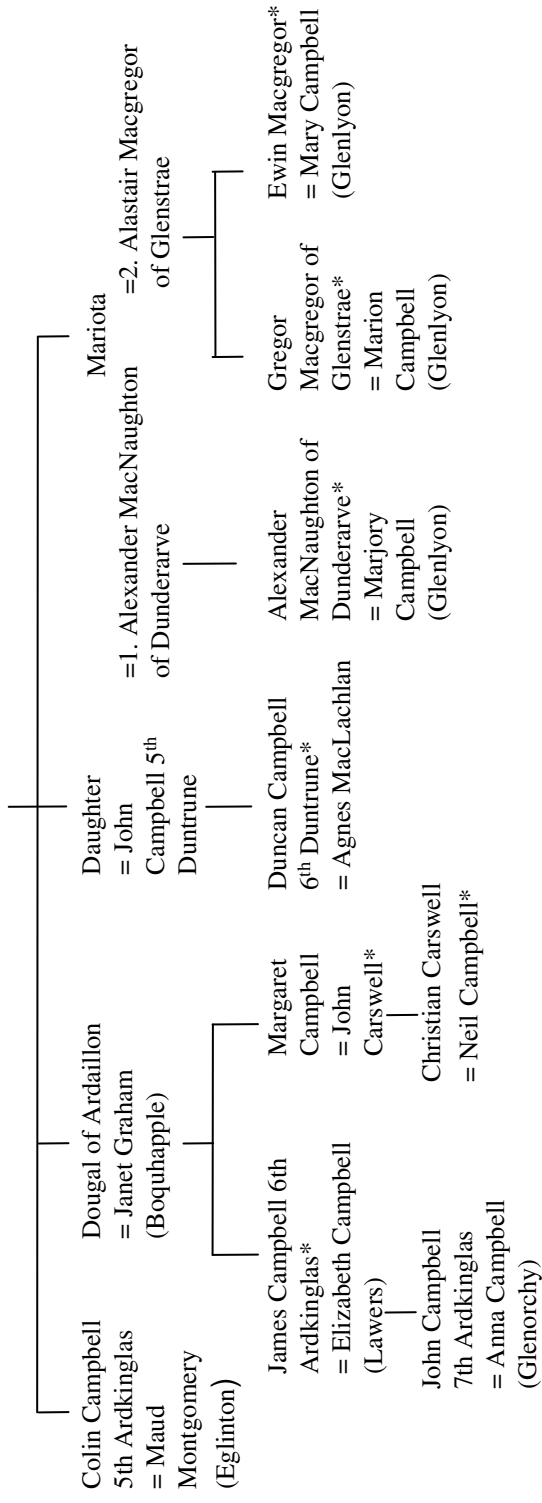 Colin Campbell
5th Ardkinglas
= Maud
Montgomery
(Eglinton)
Dougal of Ardaillon
= Janet Graham
(Boquhapple)
Daughter
= John
Campbell 5th
Duntrune
Mariota
=1. Alexander MacNaughton
of Dunderarve
=2. Alastair Macgregor
of Glenstrae
James Campbell 6th
Ardkinglas*
= Elizabeth Campbell
(Lawers)
Margaret
Campbell
= John
Carswell*
Duncan Campbell
6th Duntrune*
= Agnes MacLachlan
Alexander
MacNaughton of
Dunderarve*
= Marjory
Campbell
(Glenlyon)
Gregor
Macgregor of
Glenstrae*
= Marion
Campbell
(Glenlyon)
Ewin Macgregor*
= Mary Campbell
(Glenlyon)
John Campbell
7th Ardkinglas
= Anna Campbell
(Glenorchy)
Christian Carswell
= Neil Campbell*